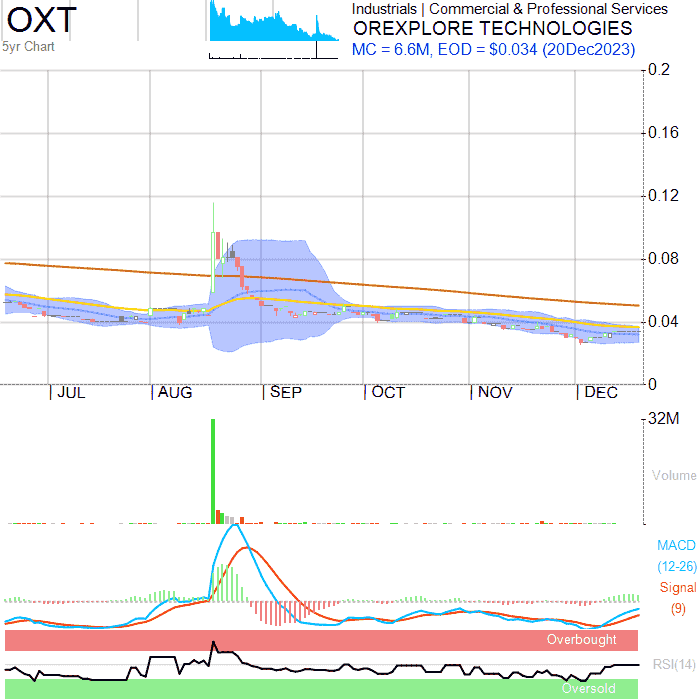 OXT
5yr Chart
Industrials | Commercial & Professional Services
OREXPLORE TECHNOLOGIES
MC = 6.6M, EOD = $0.034 (20Dec2023)
0.2
0.16
0.12
0.08
0.04
0
JUL
AUG
SEP
OCT
NOV
DEC
32M
Volume
MACD
(12-26)
Signal
(9)
Overbought
RSI(14)
Oversold